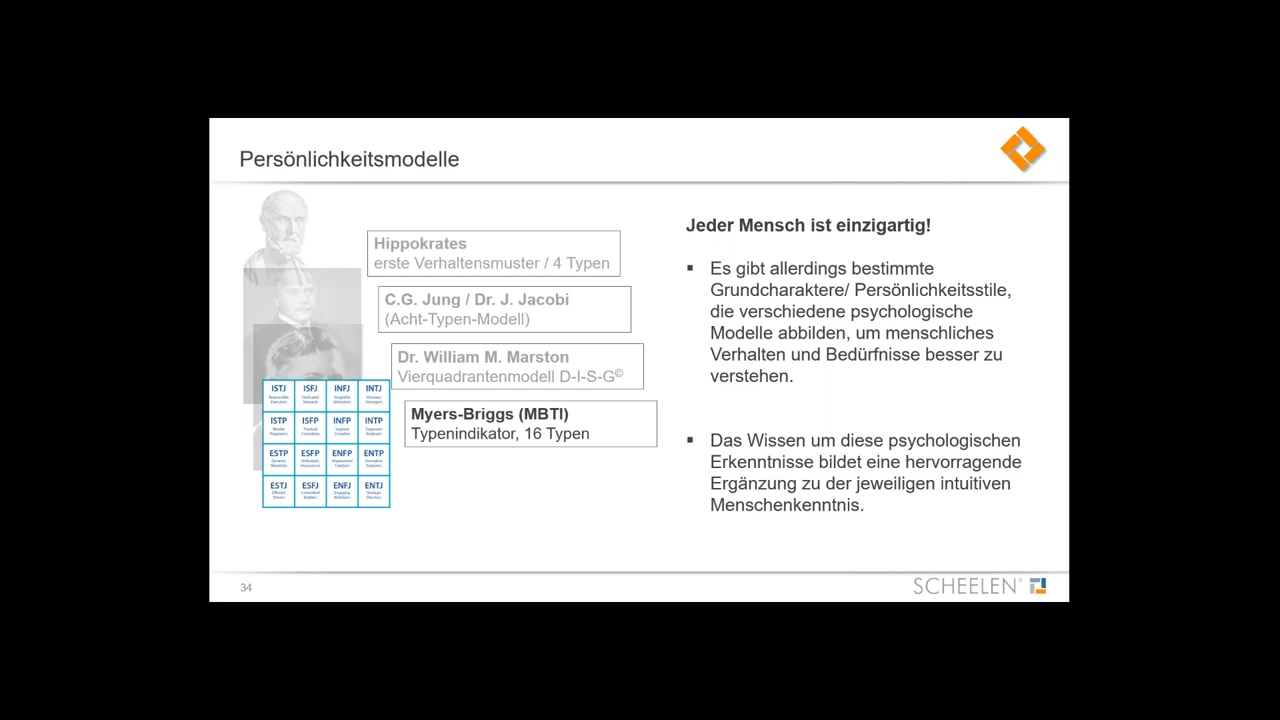 Persönlichkeitsmodelle
Hippokrates
erste Verhaltensmuster / 4 Typen
C.G. Jung / Dr. J. Jacobi
(Acht-Typen-Modell)
Dr. William M. Marston
Vierquadrantenmodell D-I-S-G©
Myers-Briggs (MBTI)
Typenindikator, 16 Typen
ISTJ ISFJ INFJ INTJ
ISTP ISFP INFP INTP
ESTP ESFP ENFP ENTP
ESTJ ESFJ ENFJ ENTJ
Jeder Mensch ist einzigartig!
▪ Es gibt allerdings bestimmte
Grundcharaktere/ Persönlichkeitsstile,
die verschiedene psychologische
Modelle abbilden, um menschliches
Verhalten und Bedürfnisse besser zu
verstehen.
▪ Das Wissen um diese psychologischen
Erkenntnisse bildet eine hervorragende
Ergänzung zu der jeweiligen intuitiven
Menschenkenntnis.
34
SCHEELEN®